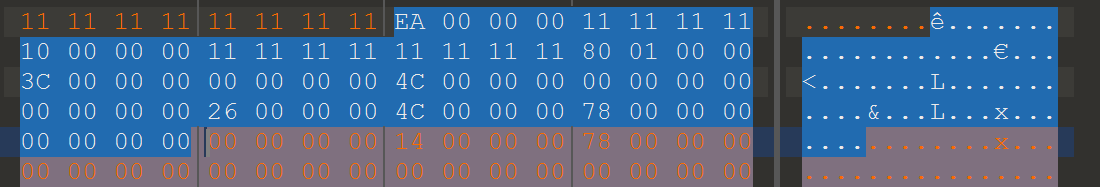 11 11 11 11 11 11 11 11 EA 00 00 00 11 11 11 11 ........ê.......
10 00 00 00 11 11 11 11 11 11 11 11 80 01 00 00 ............€...
3C 00 00 00 00 00 00 00 4C 00 00 00 00 00 00 00 <.......L.......
00 00 00 00 26 00 00 00 4C 00 00 00 78 00 00 00 ....&...L...x...
00 00 00 00 00 00 00 00 14 00 00 00 78 00 00 00 ............x...
00 00 00 00 00 00 00 00 00 00 00 00 00 00 00 00 ................